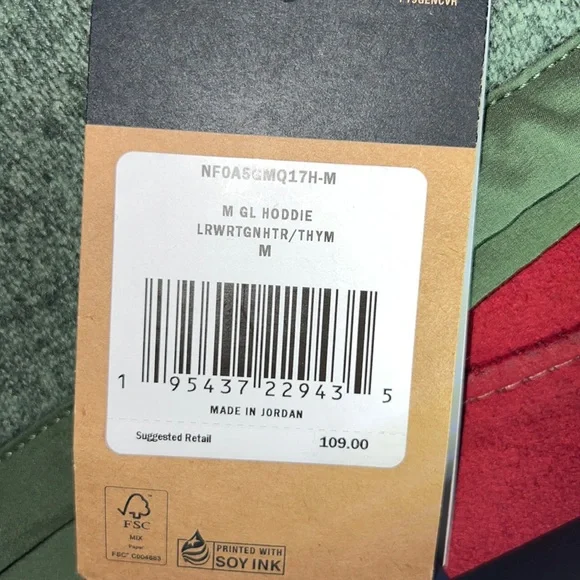 NF0A5GMQ17H-M
M GL HODDIE
LRWRTGNHTR/THYM
M
1 95437 22943 5
MADE IN JORDAN
Suggested Retail 109.00
FSC
MIX
Paper
PRINTED WITH
SOY INK